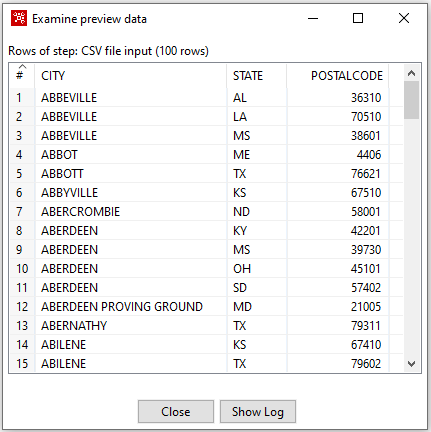 Examine preview data
Rows of step: CSV file input (100 rows)
# CITY STATE POSTALCODE
1 ABBEVILLE AL 36310
2 ABBEVILLE LA 70510
3 ABBEVILLE MS 38601
4 ABBOT ME 4406
5 ABBOTT TX 76621
6 ABBYVILLE KS 67510
7 ABERCROMBIE ND 58001
8 ABERDEEN KY 42201
9 ABERDEEN MS 39730
10 ABERDEEN OH 45101
11 ABERDEEN SD 57402
12 ABERDEEN PROVING GROUND MD 21005
13 ABERNATHY TX 79311
14 ABILENE KS 67410
15 ABILENE TX 79602
Close Show Log